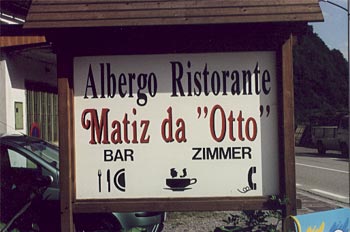 Albergo Ristorante
Matiz da "Otto"
BAR ZIMMER